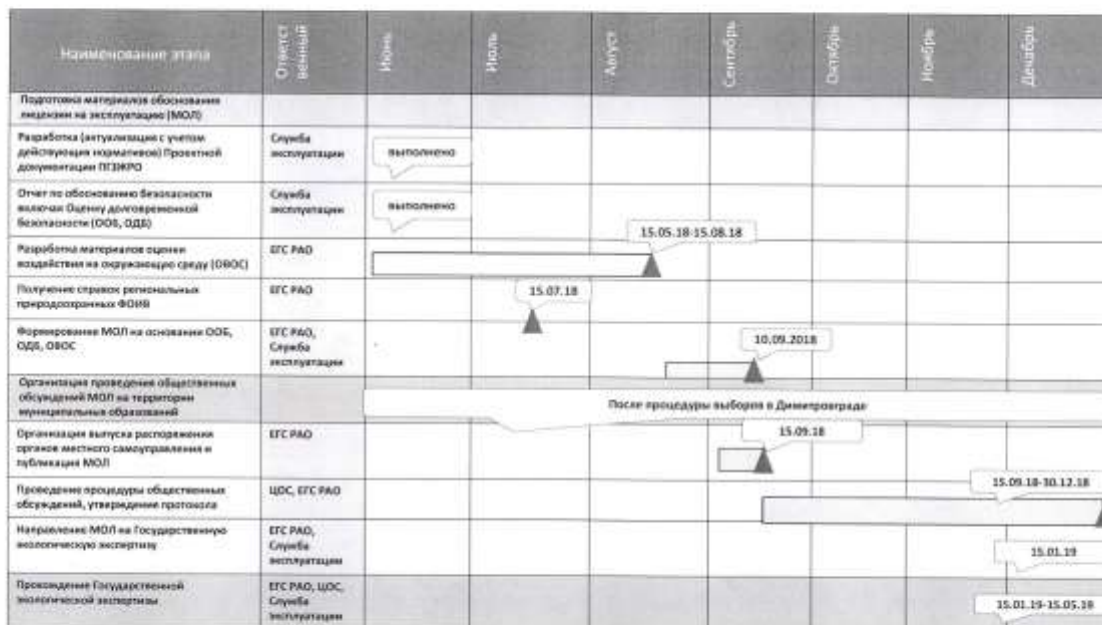 Наименование этапа
Ответст
венный
Июнь
Июль
Август
Сентябрь
Октябрь
Ноябрь
Декабрь
Подготовка материалов обоснования
лицензии на эксплуатацию (МОЛ)
Разработка (актуализация с учетом
действующих нормативов) Проектной
документации ПГЗЖРО
Служба
эксплуатации
выполнено
Отчет по обоснованию безопасности
включая Оценку долговременной
безопасности (ООБ, ОДБ)
Служба
эксплуатации
выполнено
Разработка материалов оценки
воздействия на окружающую среду (ОВОС)
ЕГС РАО
15.05.18-15.08.18
Получение справок региональных
природоохранных ФОИВ
ЕГС РАО
15.07.18
Формирование МОЛ на основании ООБ,
ОДБ, ОВОС
ЕГС РАО,
Служба
эксплуатации
10.09.2018
Организация проведения общественных
обсуждений МОЛ на территории
муниципальных образований
После процедуры выборов в Димитровграде
Организация выпуска распоряжения
органов местного самоуправления и
публикация МОЛ
ЕГС РАО
15.09.18
Проведение процедуры общественных
обсуждений, утверждение протокола
ЦОС, ЕГС РАО
15.09.18-30.12.18
Направление МОЛ на Государственную
экологическую экспертизу
ЕГС РАО,
Служба
эксплуатации
15.01.19
Прохождение Государственной
экологической экспертизы
ЕГС РАО, ЦОС,
Служба
эксплуатации
15.01.19-15.05.19